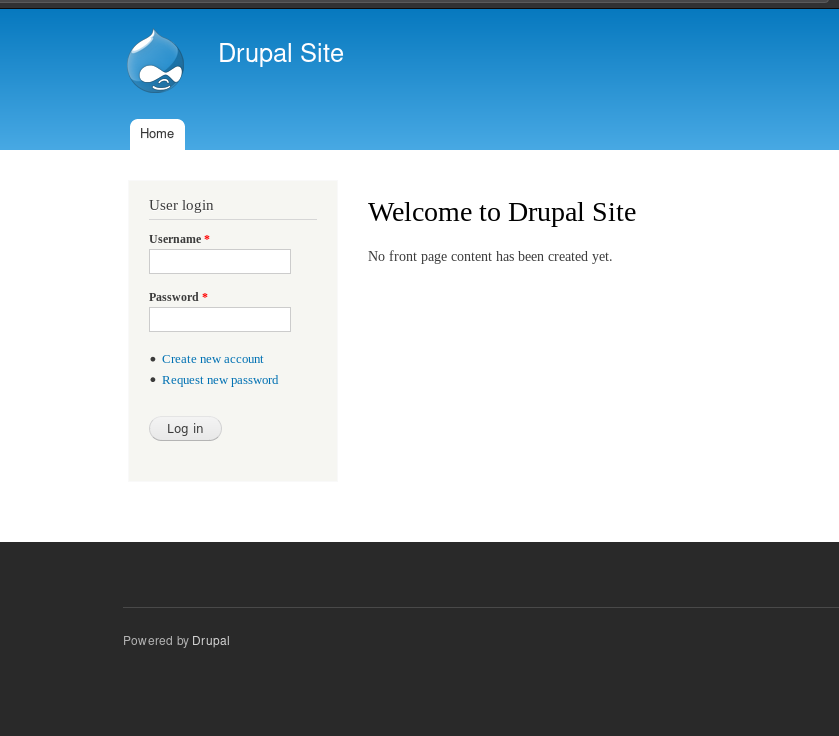 Drupal Site
Home
User login
Username *
Password *
Create new account
Request new password
Log in
Welcome to Drupal Site
No front page content has been created yet.
Powered by Drupal